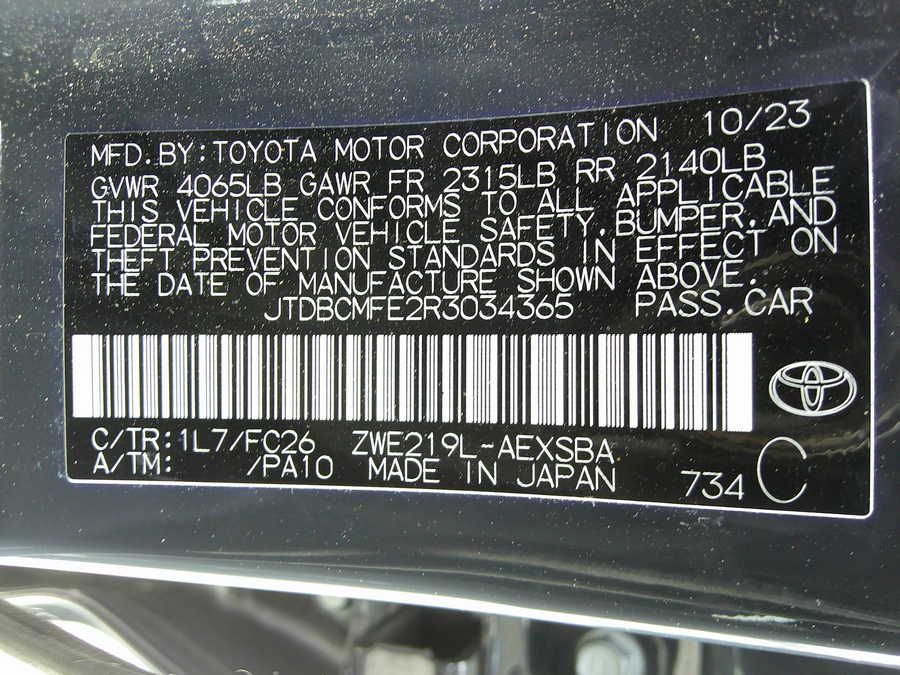 MFD.BY:TOYOTA MOTOR CORPORATION 10/23
GVWR 4065LB GAWR FR 2315LB RR 2140LB
THIS VEHICLE CONFORMS TO ALL APPLICABLE
FEDERAL MOTOR VEHICLE SAFETY,BUMPER,AND
THEFT PREVENTION STANDARDS IN EFFECT ON
THE DATE OF MANUFACTURE SHOWN ABOVE.
JTDBCMFE2R3034365 PASS.CAR
C/TR:1L7/FC26 ZWE219L-AEXSBA
A/TM: /PA10 MADE IN JAPAN 734 C